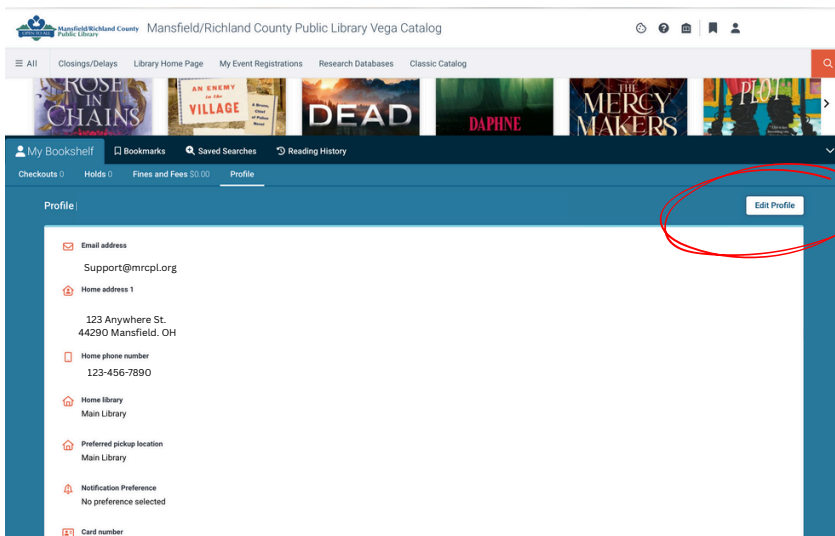 OPEN TO ALL
Mansfield/Richland County
Public Library
Mansfield/Richland County Public Library Vega Catalog
All
Closings/Delays
Library Home Page
My Event Registrations
Research Databases
Classic Catalog
ROSE
IN
CHAINS
AN ENEMY
in the
VILLAGE
DEAD
DAPHNE
THE
MERCY
MAKERS
PLOT
My Bookshelf
Bookmarks
Saved Searches
Reading History
Checkouts 0
Holds 0
Fines and Fees $0.00
Profile
Profile
Edit Profile
Email address
Support@mrcpl.org
Home address 1
123 Anywhere St.
44290 Mansfield. OH
Home phone number
123-456-7890
Home library
Main Library
Preferred pickup location
Main Library
Notification Preference
No preference selected
Card number